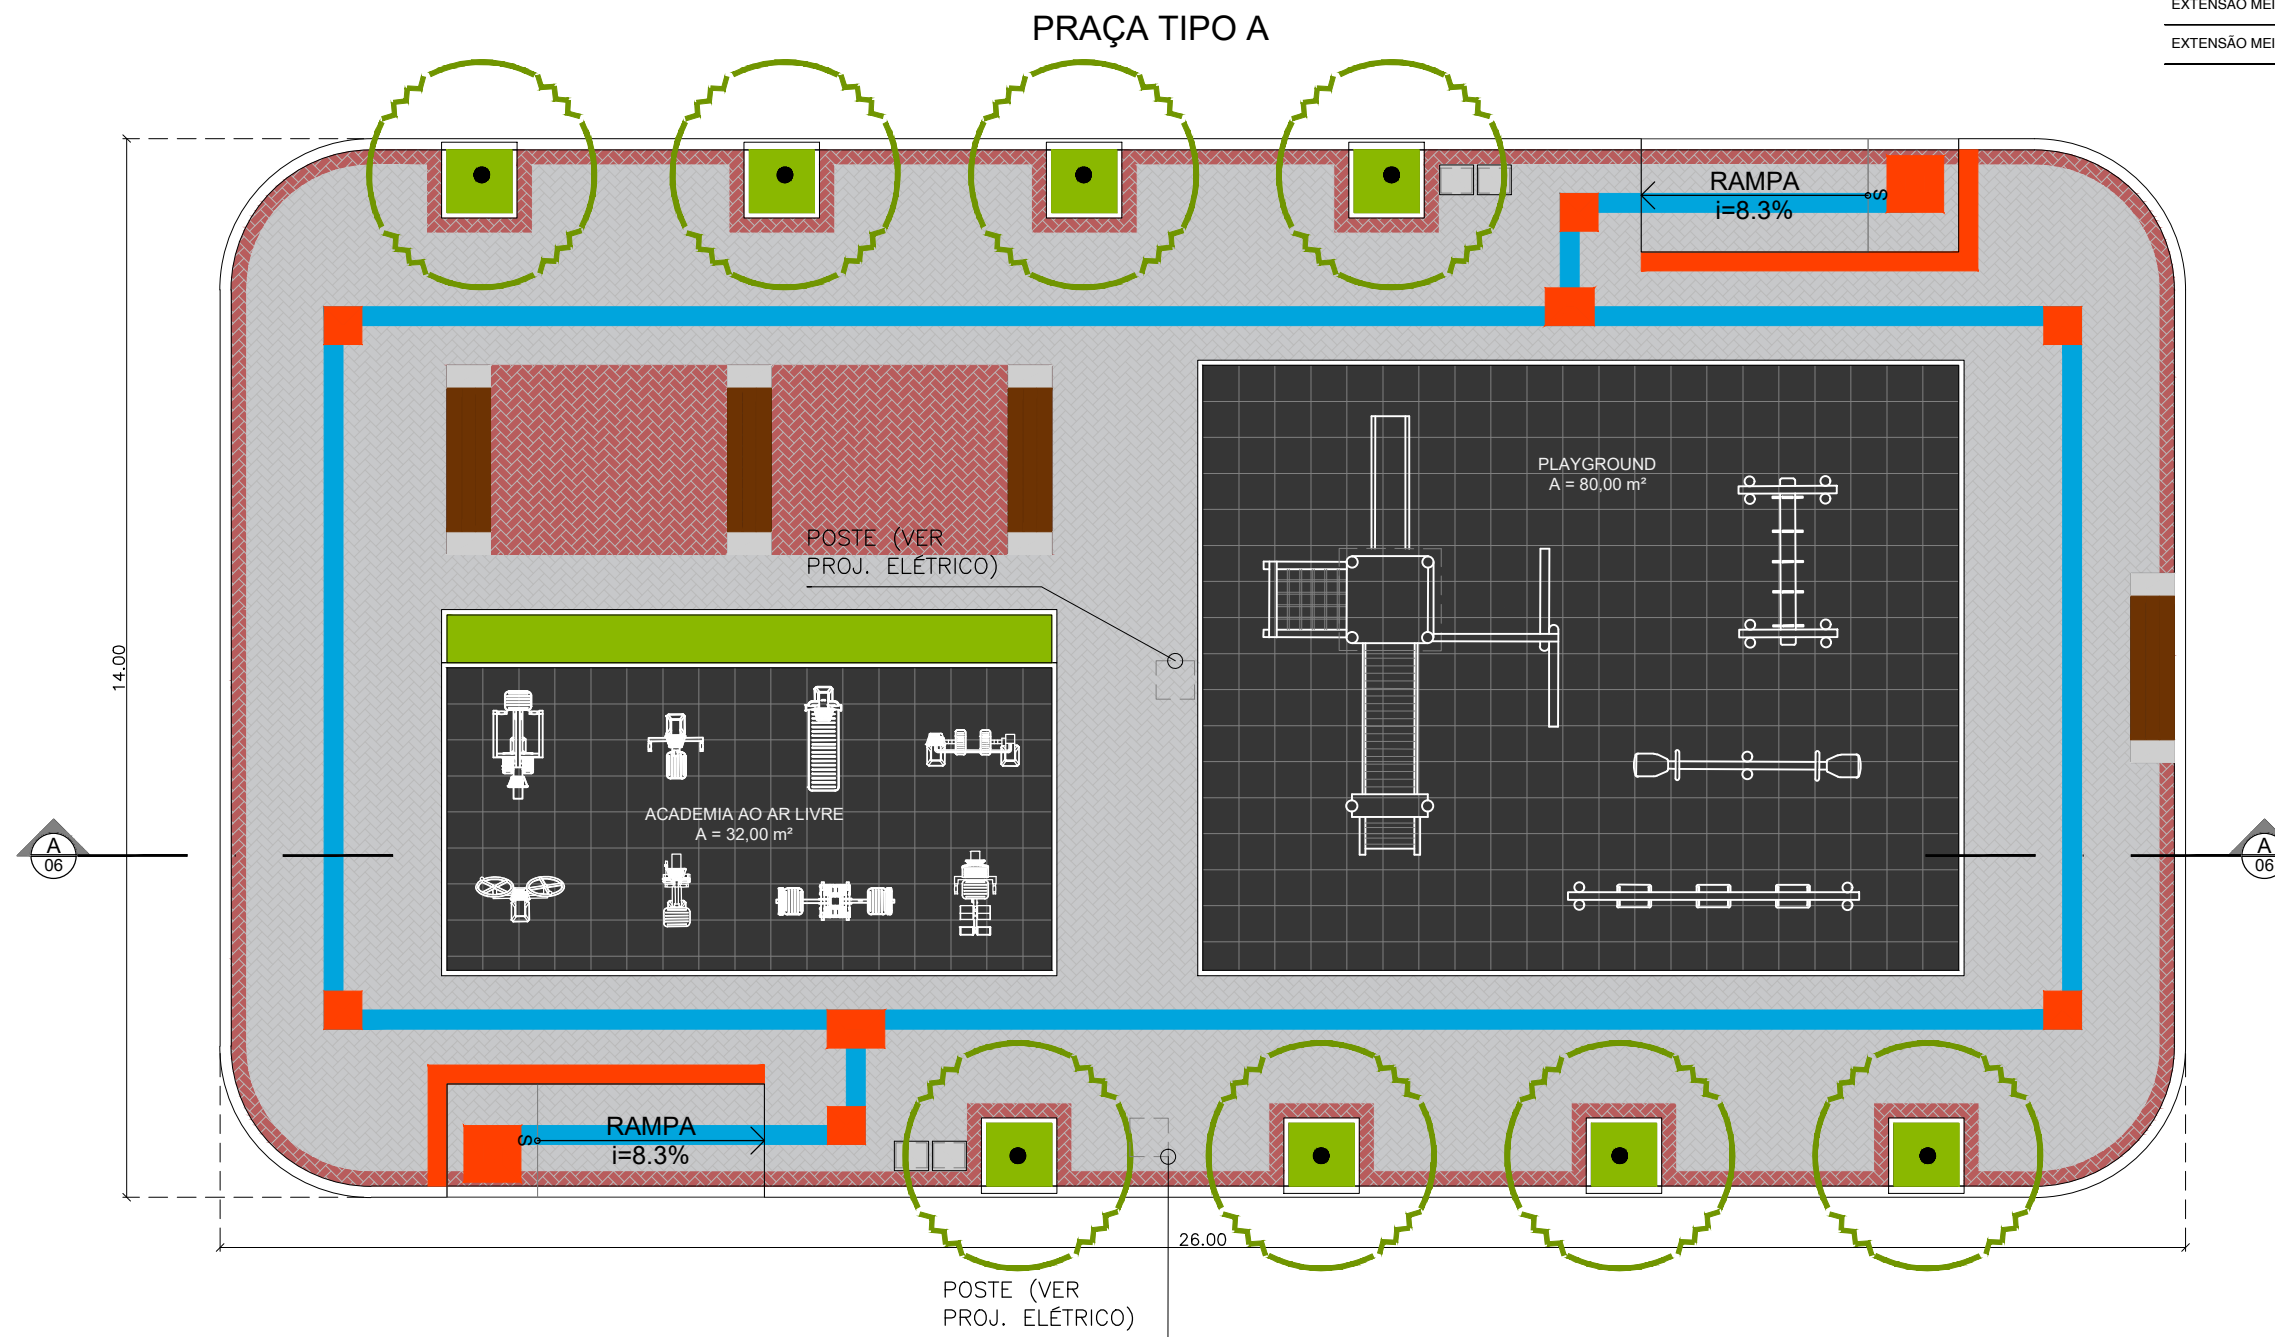 EXTENSÃO MEI
EXTENSÃO MEI
PRAÇA TIPO A
RAMPA
i=8.3%
S
PLAYGROUND
A = 80,00 m²
POSTE (VER
PROJ. ELÉTRICO)
14.00
ACADEMIA AO AR LIVRE
A = 32,00 m²
A
06
A
06
RAMPA
i=8.3%
S
26.00
POSTE (VER
PROJ. ELÉTRICO)